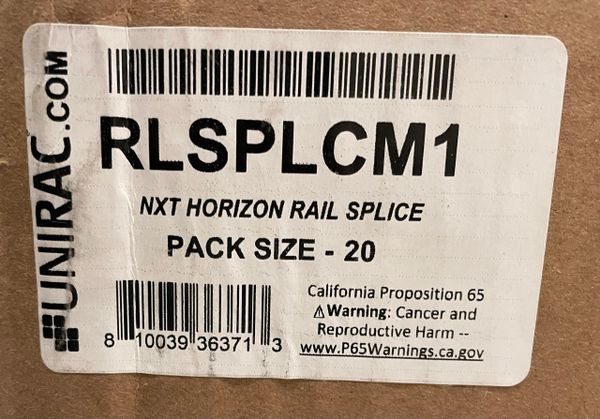 UNIRAC.COM
RLSPLCM1
NXT HORIZON RAIL SPLICE
PACK SIZE - 20
8 10039 36371 3
California Proposition 65
⚠Warning: Cancer and
Reproductive Harm --
www.P65Warnings.ca.gov